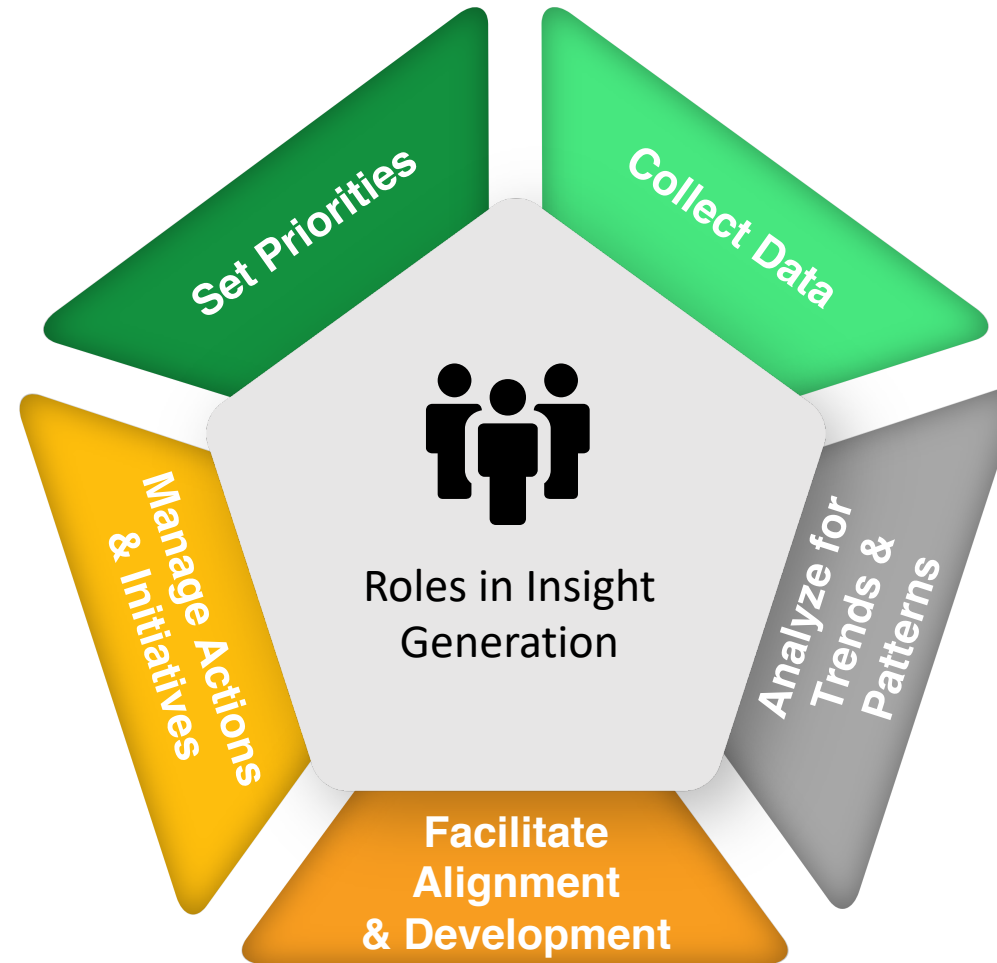 Set Priorities
Collect Data
Analyze for
Trends &
Patterns
Facilitate
Alignment
& Development
Manage Actions
& Initiatives
Roles in Insight
Generation